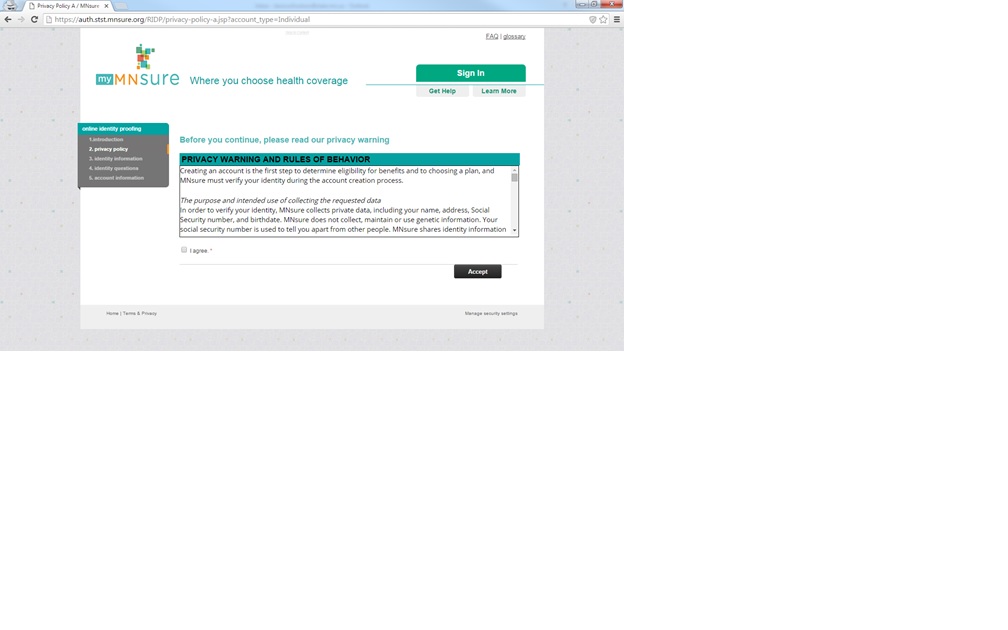 Privacy Policy A / MNsure
https://auth.stst.mnsure.org/RIDP/privacy-policy-a.jsp?account_type=Individual
FAQ | glossary
my MNsure
Where you choose health coverage
Sign In
Get Help
Learn More
online identity proofing
1.introduction
2. privacy policy
3. identity information
4. identity questions
5. account information
Before you continue, please read our privacy warning
PRIVACY WARNING AND RULES OF BEHAVIOR
Creating an account is the first step to determine eligibility for benefits and to choosing a plan, and
MNsure must verify your identity during the account creation process.
The purpose and intended use of collecting the requested data
In order to verify your identity, MNsure collects private data, including your name, address, Social
Security number, and birthdate. MNsure does not collect, maintain or use genetic information. Your
social security number is used to tell you apart from other people. MNsure shares identity information
I agree: *
Accept
Home | Terms & Privacy
Manage security settings